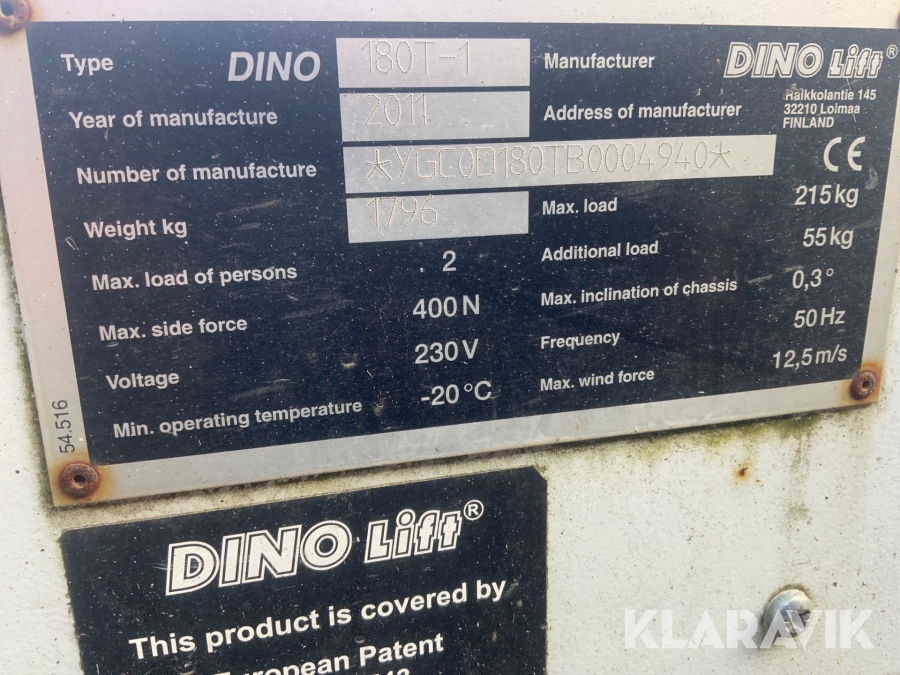 Type DINO 180T-1
Year of manufacture 2011
Number of manufacture *YGC0D180TB0004940*
Weight kg 1796
Max. load of persons 2
Max. side force 400 N
Voltage 230 V
Min. operating temperature -20 °C
Manufacturer DINO Lift®
Address of manufacturer Raikkolantie 145
32210 Loimaa
FINLAND
CE
Max. load 215 kg
Additional load 55 kg
Max. inclination of chassis 0,3°
Frequency 50 Hz
Max. wind force 12,5 m/s
54.516
DINO Lift®
This product is covered by
European Patent
KLARAVIK